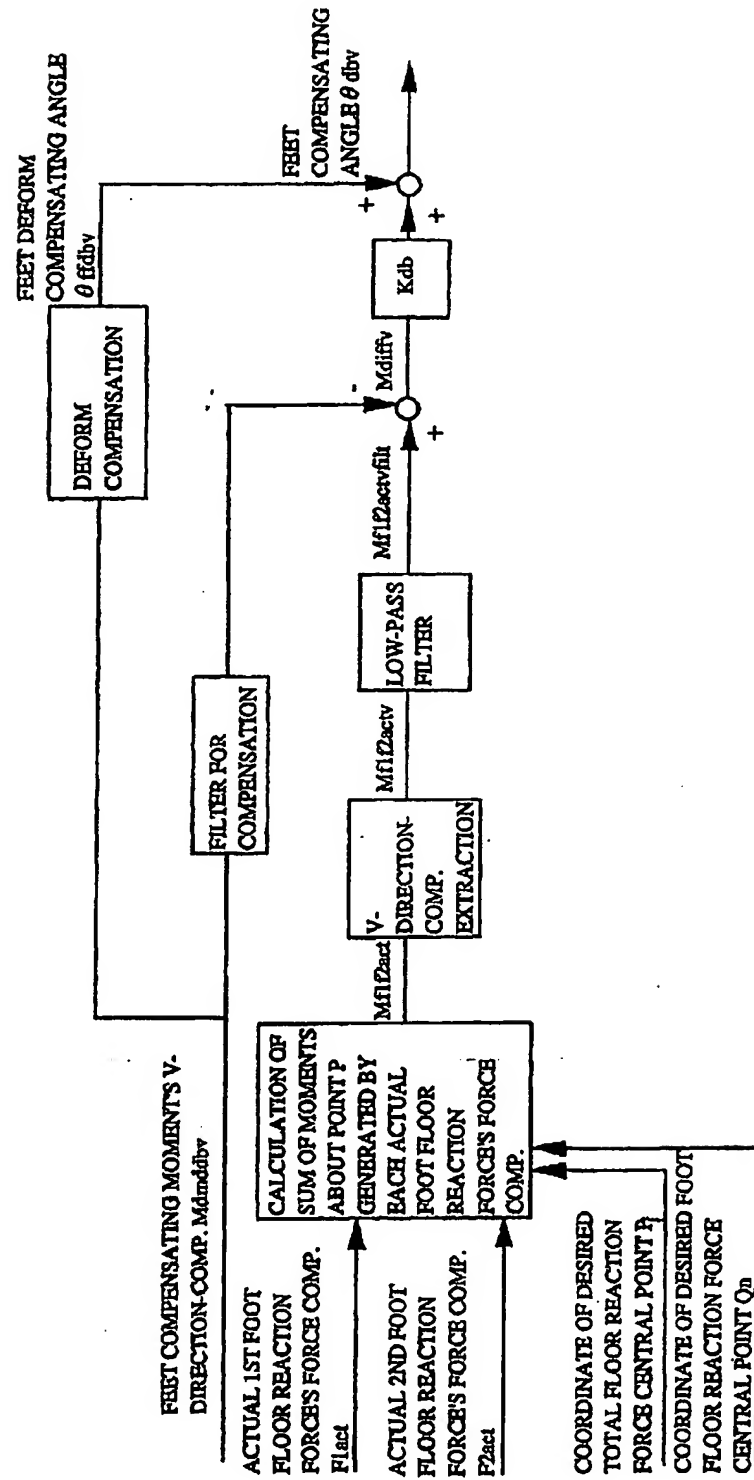 FEET COMPENSATING MOMENT'S V-
DIRECTION-COMP. Mdmddbv
ACTUAL 1ST FOOT
FLOOR REACTION
FORCE'S FORCE COMP.
F1act
ACTUAL 2ND FOOT
FLOOR REACTION
FORCE'S FORCE COMP.
F2act
COORDINATE OF DESIRED
TOTAL FLOOR REACTION
FORCE CENTRAL POINT P
COORDINATE OF DESIRED FOOT
FLOOR REACTION FORCE
CENTRAL POINT Qn
CALCULATION OF
SUM OF MOMENTS
ABOUT POINT P
GENERATED BY
EACH ACTUAL
FOOT FLOOR
REACTION
FORCE'S FORCE
COMP.
Mf1f2act
V-
DIRECTION-
COMP.
EXTRACTION
Mf1f2actv
LOW-PASS
FILTER
Mf1f2actvfilt
FILTER FOR
COMPENSATION
-
+
Mdiffv
Kdb
DEFORM
COMPENSATION
FEET DEFORM
COMPENSATING ANGLE
θ ffdbv
+
+
FEET
COMPENSATING
ANGLE θ dbv